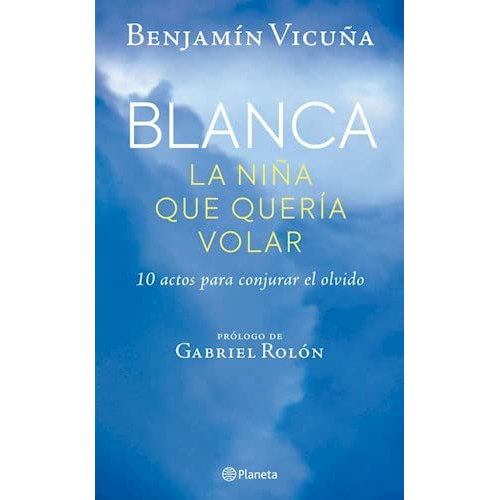 BENJAMÍN VICUÑA
BLANCA
LA NIÑA
QUE QUERÍA
VOLAR
10 actos para conjurar el olvido
PRÓLOGO DE
GABRIEL ROLÓN
Planeta